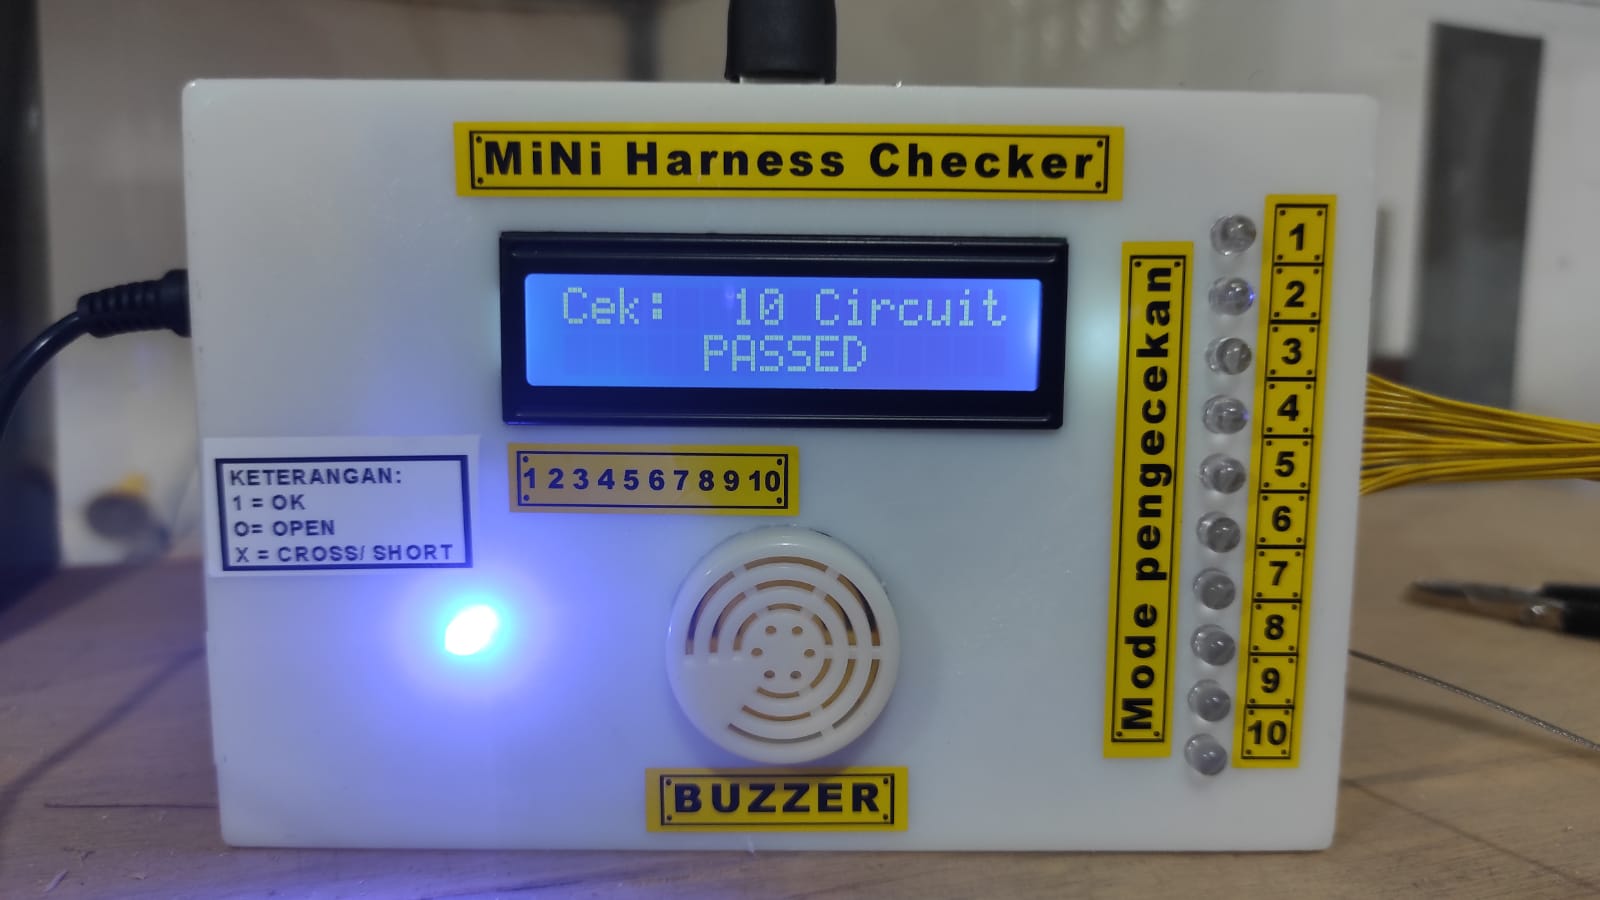 MiNi Harness Checker
Cek: 10 Circuit
PASSED
KETERANGAN:
1 = OK
O= OPEN
X = CROSS/ SHORT
1 2 3 4 5 6 7 8 9 10
BUZZER
Mode pengecekan
1
2
3
4
5
6
7
8
9
10